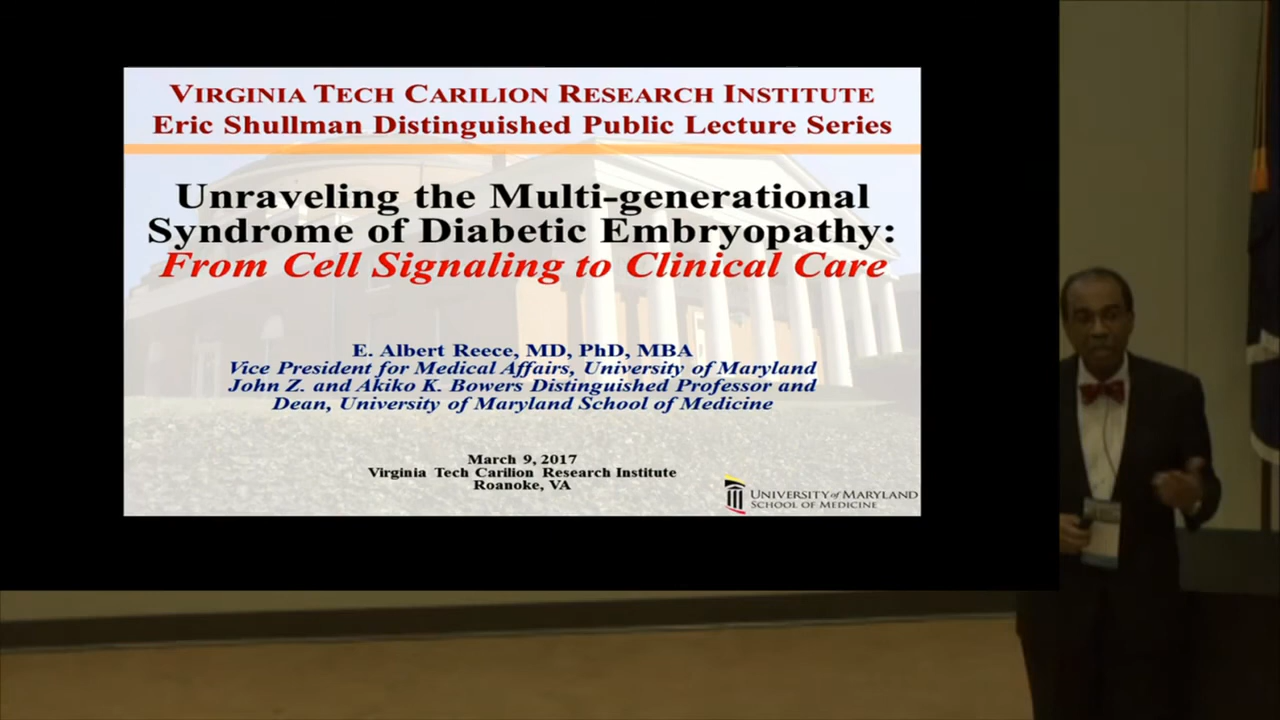 VIRGINIA TECH CARILION RESEARCH INSTITUTE
Eric Shullman Distinguished Public Lecture Series
Unraveling the Multi-generational
Syndrome of Diabetic Embryopathy:
From Cell Signaling to Clinical Care
E. Albert Reece, MD, PhD, MBA
Vice President for Medical Affairs, University of Maryland
John Z. and Akiko K. Bowers Distinguished Professor and
Dean, University of Maryland School of Medicine
March 9, 2017
Virginia Tech Carilion Research Institute
Roanoke, VA
UNIVERSITY of MARYLAND
SCHOOL OF MEDICINE